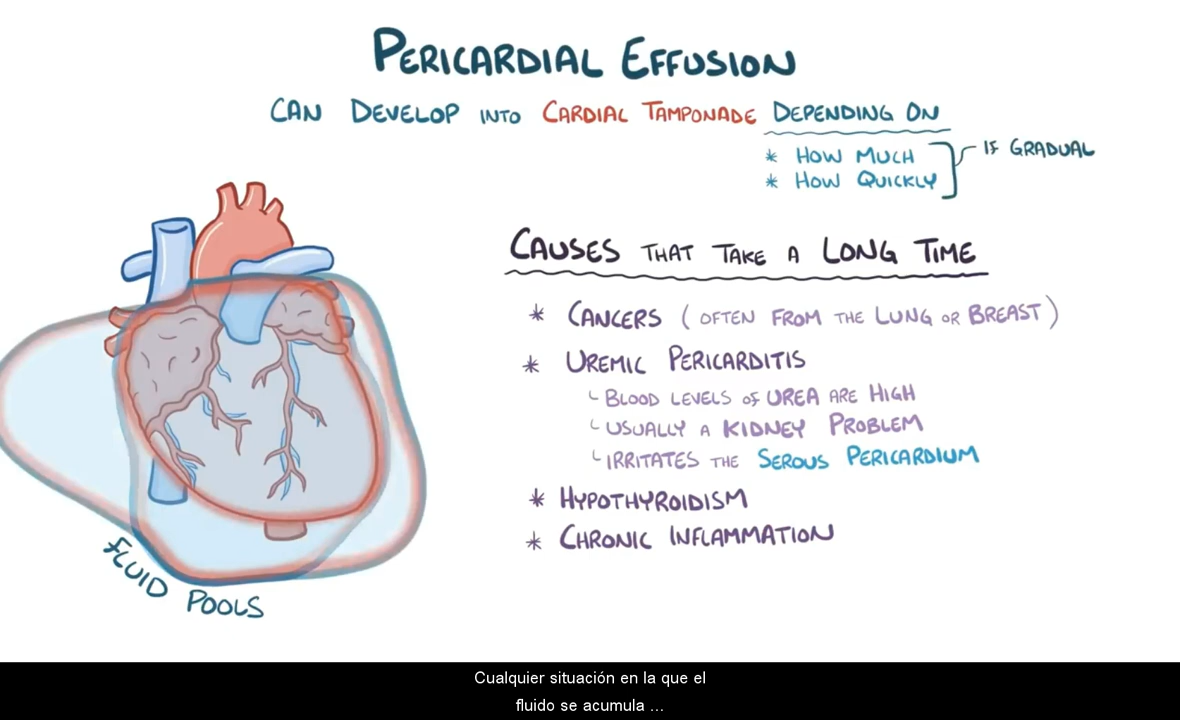 PERICARDIAL EFFUSION
CAN DEVELOP INTO CARDIAL TAMPONADE DEPENDING ON
* HOW MUCH
* HOW QUICKLY
IF GRADUAL
CAUSES THAT TAKE A LONG TIME
* CANCERS (OFTEN FROM THE LUNG OR BREAST)
* UREMIC PERICARDITIS
└ BLOOD LEVELS OF UREA ARE HIGH
└ USUALLY A KIDNEY PROBLEM
└ IRRITATES THE SEROUS PERICARDIUM
* HYPOTHYROIDISM
* CHRONIC INFLAMMATION
FLUID POOLS
Cualquier situación en la que el
fluido se acumula ...